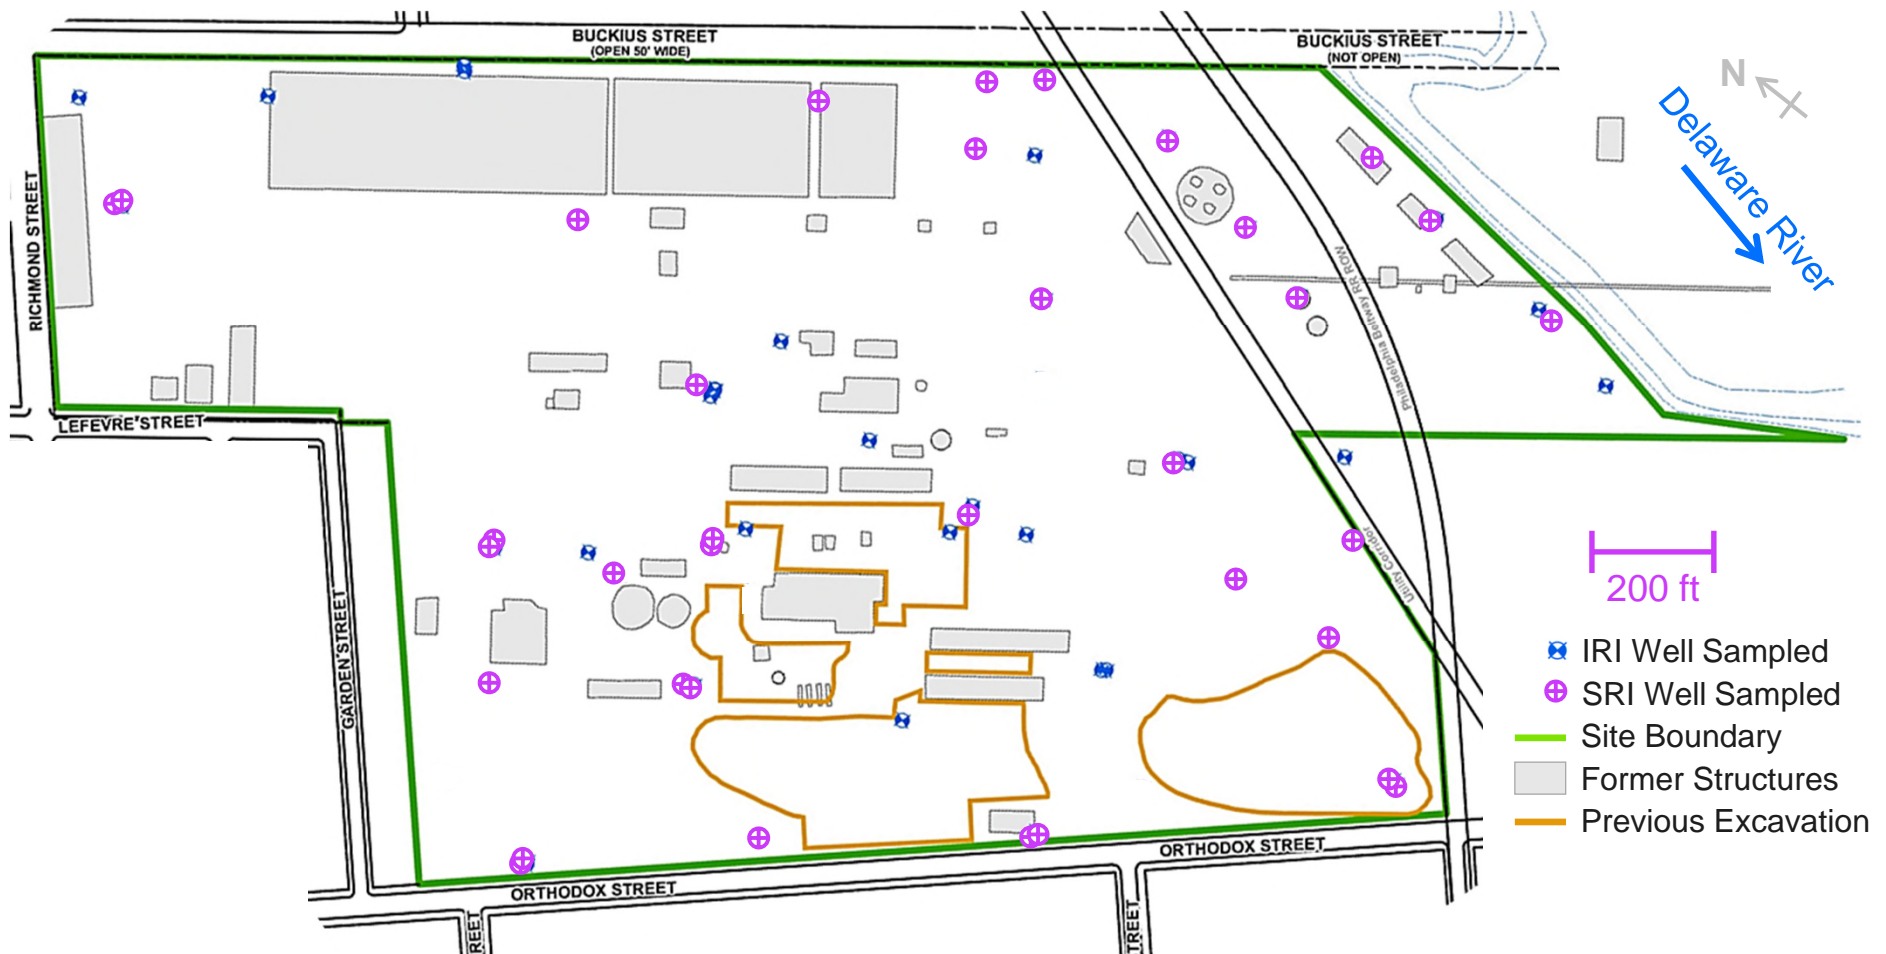 BUCKIUS STREET
(OPEN 50' WIDE)
BUCKIUS STREET
(NOT OPEN)
N
Delaware River
RICHMOND STREET
Philadelphia Beltway RR ROW
LEFEVRE STREET
Utility Corridor
200 ft
GARDEN STREET
IRI Well Sampled
SRI Well Sampled
Site Boundary
Former Structures
Previous Excavation
ORTHODOX STREET
ORTHODOX STREET
REET
TREET